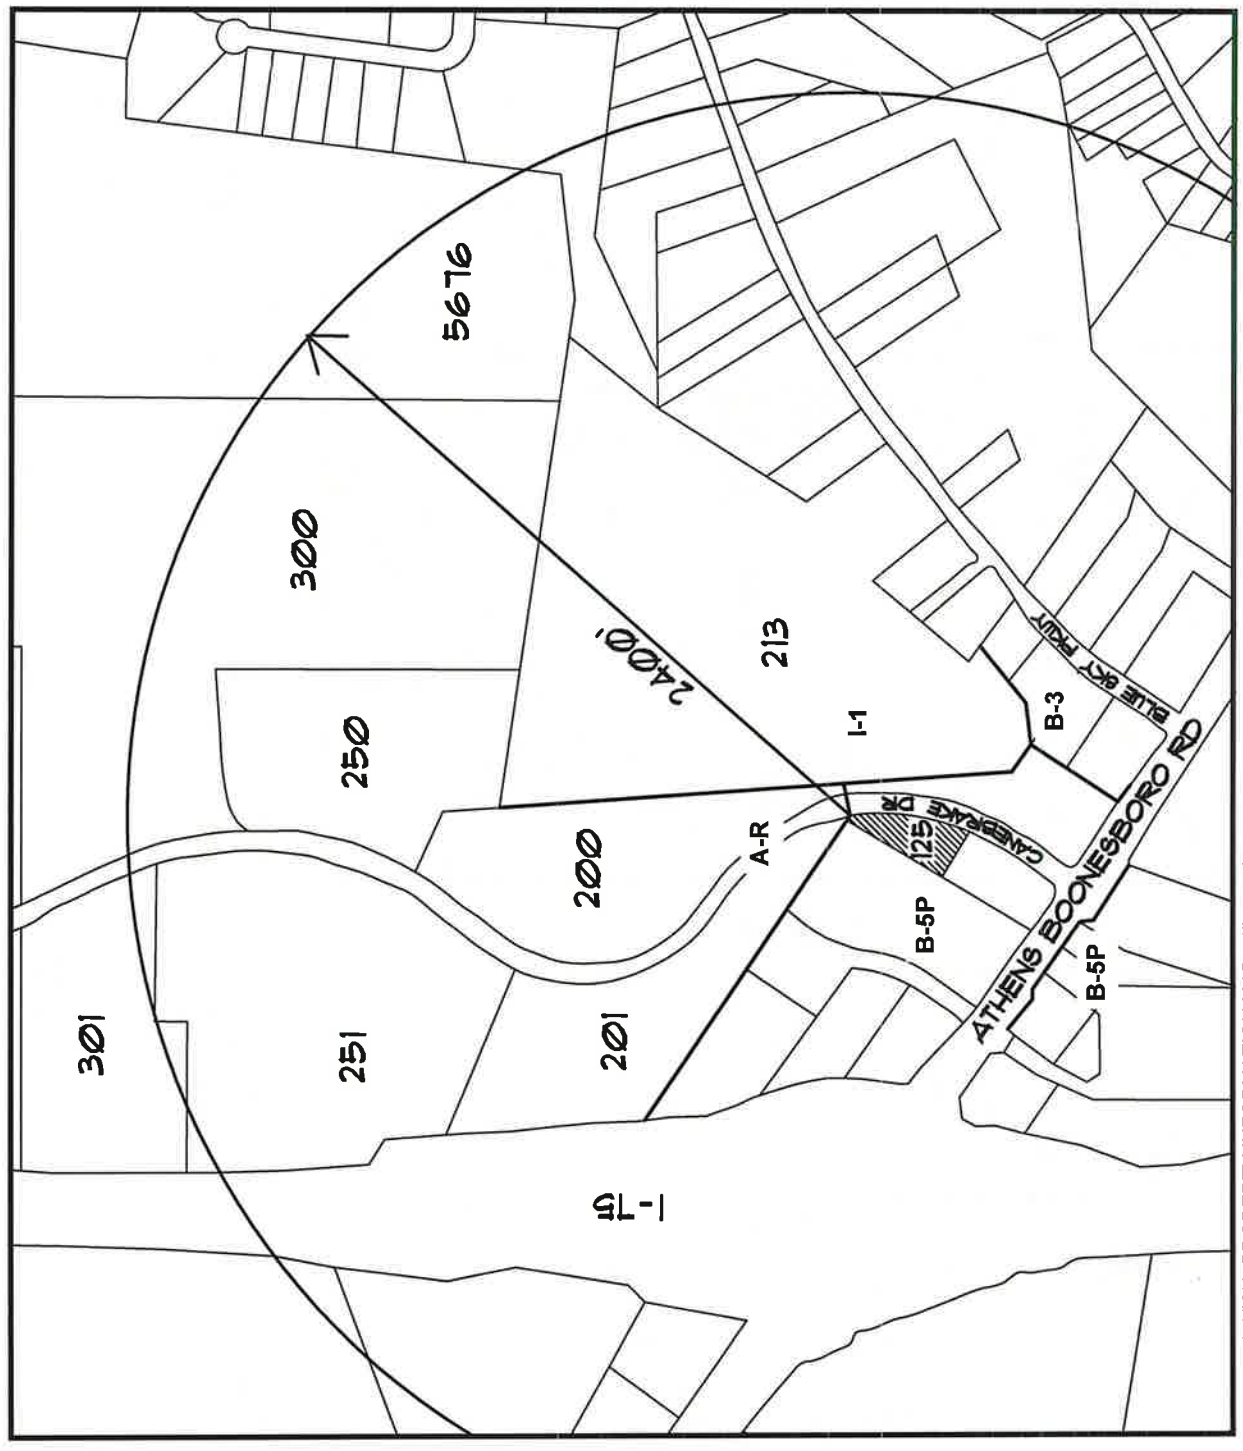 5676
300
2400'
213
250
I-1
B-3
BLUE SKY PKWY
200
A-R
125
CANEBRAKE DR
ATHENS BOONESBORO RD
B-5P
B-5P
301
251
201
I-75